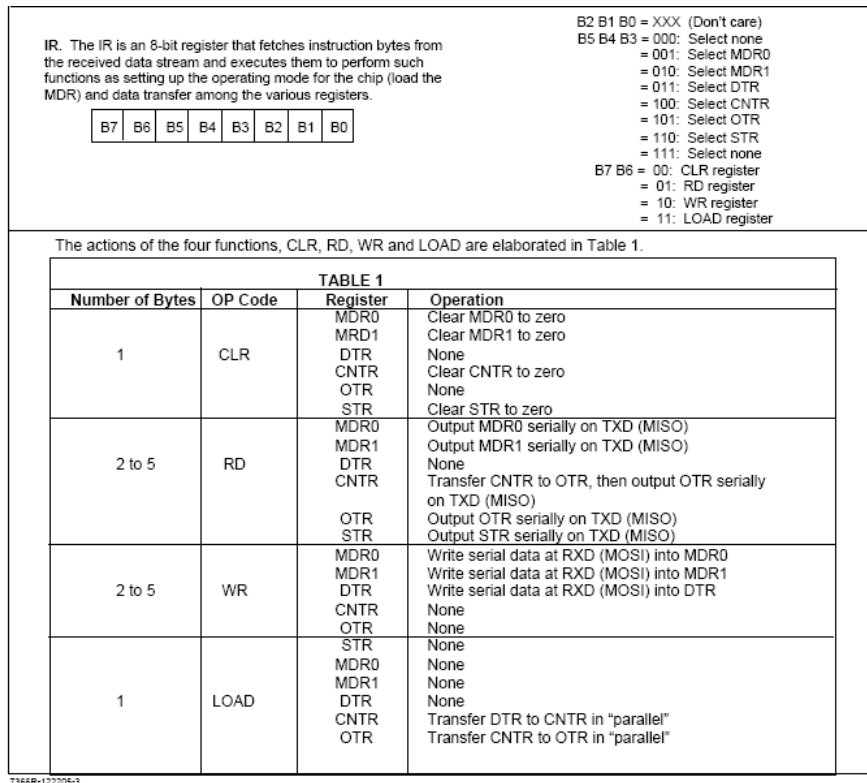 IR. The IR is an 8-bit register that fetches instruction bytes from
the received data stream and executes them to perform such
functions as setting up the operating mode for the chip (load the
MDR) and data transfer among the various registers.
B7 B6 B5 B4 B3 B2 B1 B0
B2 B1 B0 = XXX (Don't care)
B5 B4 B3 = 000: Select none
= 001: Select MDR0
= 010: Select MDR1
= 011: Select DTR
= 100: Select CNTR
= 101: Select OTR
= 110: Select STR
= 111: Select none
B7 B6 = 00: CLR register
= 01: RD register
= 10: WR register
= 11: LOAD register
The actions of the four functions, CLR, RD, WR and LOAD are elaborated in Table 1.
TABLE 1
Number of Bytes OP Code Register Operation
MDR0 Clear MDR0 to zero
MRD1 Clear MDR1 to zero
1 CLR DTR None
CNTR Clear CNTR to zero
OTR None
STR Clear STR to zero
MDR0 Output MDR0 serially on TXD (MISO)
MDR1 Output MDR1 serially on TXD (MISO)
2 to 5 RD DTR None
CNTR Transfer CNTR to OTR, then output OTR serially
on TXD (MISO)
OTR Output OTR serially on TXD (MISO)
STR Output STR serially on TXD (MISO)
MDR0 Write serial data at RXD (MOSI) into MDR0
MDR1 Write serial data at RXD (MOSI) into MDR1
2 to 5 WR DTR Write serial data at RXD (MOSI) into DTR
CNTR None
OTR None
STR None
MDR0 None
MDR1 None
1 LOAD DTR None
CNTR Transfer DTR to CNTR in "parallel"
OTR Transfer CNTR to OTR in "parallel"
7366R-122205-3